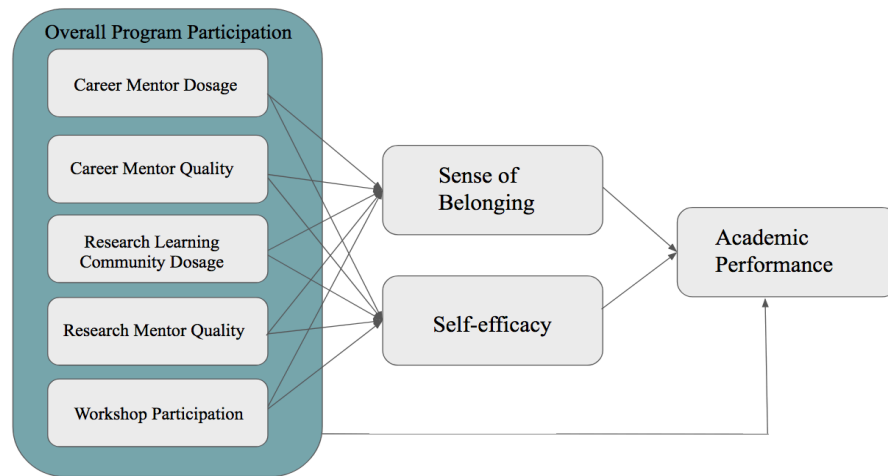 Overall Program Participation
Career Mentor Dosage
Career Mentor Quality
Research Learning
Community Dosage
Research Mentor Quality
Workshop Participation
Sense of
Belonging
Self-efficacy
Academic
Performance